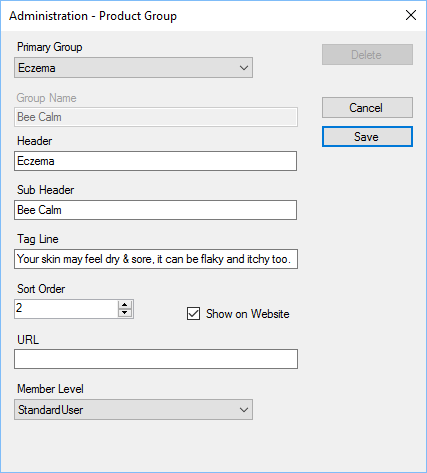 Administration - Product Group
Primary Group
Eczema
Delete
Group Name
Bee Calm
Cancel
Save
Header
Eczema
Sub Header
Bee Calm
Tag Line
Your skin may feel dry & sore, it can be flaky and itchy too.
Sort Order
2
Show on Website
URL
Member Level
StandardUser